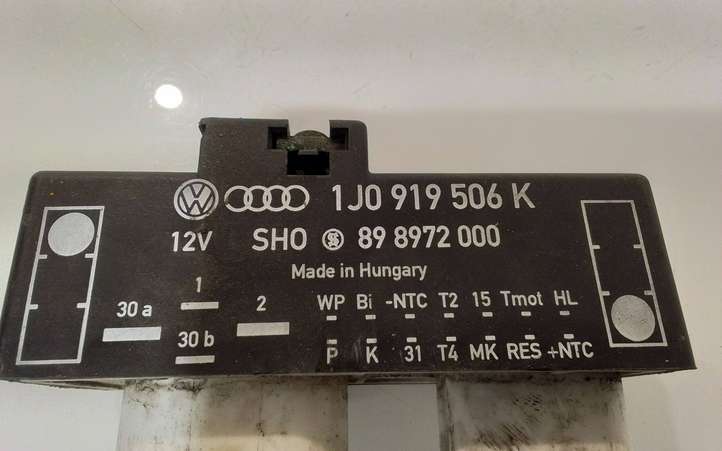 1J0 919 506 K
12V SHO 89 8972 000
Made in Hungary
1
30 a 2
30 b
WP Bi -NTC T2 15 Tmot HL
P K 31 T4 MK RES +NTC